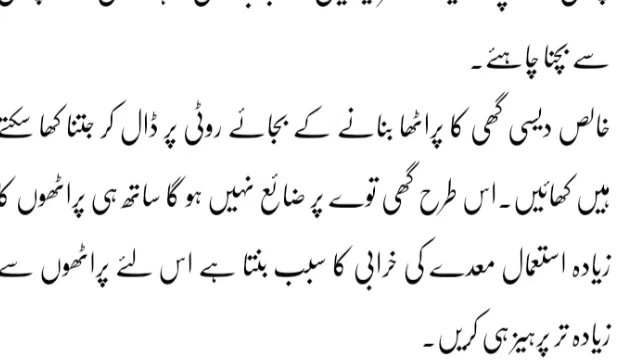 سے بچنا چاہئے۔
خالص دیسی گھی کا پراٹھا بنانے کے بجائے روٹی پر ڈال کر جتنا کھا سکتے
ہیں کھائیں۔اس طرح گھی توے پر ضائع نہیں ہو گا ساتھ ہی پراٹھوں کا
زیادہ استعمال معدے کی خرابی کا سبب بنتا ہے اس لئے پراٹھوں سے
زیادہ تر پرہیز ہی کریں۔